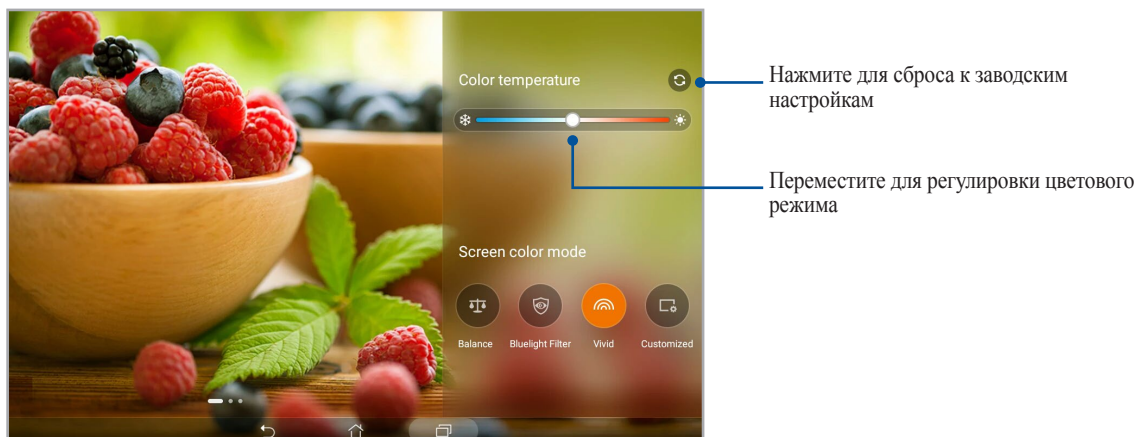 Color temperature
Нажмите для сброса к заводским
настройкам
Переместите для регулировки цветового
режима
Screen color mode
Balance
Bluelight Filter
Vivid
Customized